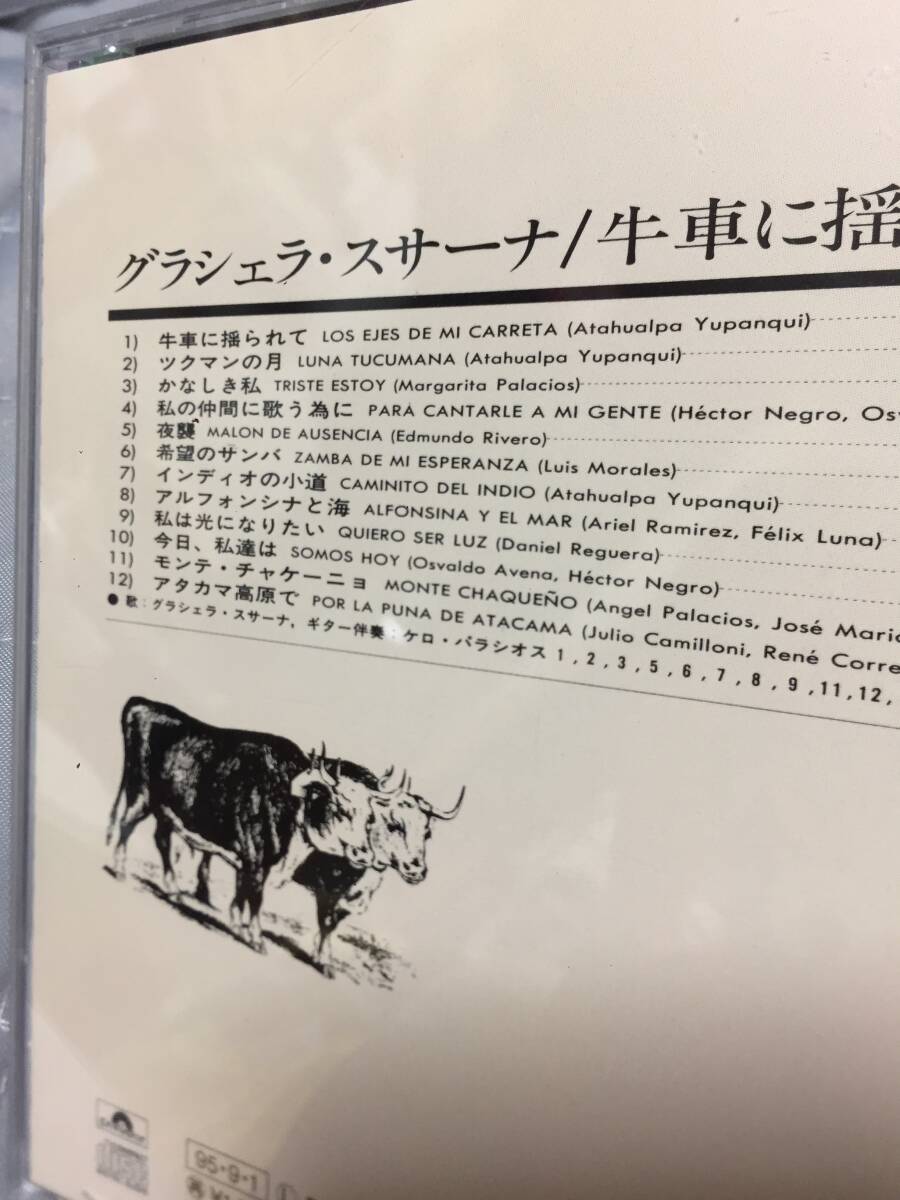 グラシェラ・スサーナ/牛車に揺
1) 牛車に揺られて LOS EJES DE MI CARRETA (Atahualpa Yupanqui)
2) ツクマンの月 LUNA TUCUMANA (Atahualpa Yupanqui)
3) かなしき私 TRISTE ESTOY (Margarita Palacios)
4) 私の仲間に歌う為に PARA CANTARLE A MI GENTE (Héctor Negro, Osv
5) 夜襲 MALON DE AUSENCIA (Edmundo Rivero)
6) 希望のサンバ ZAMBA DE MI ESPERANZA (Luis Morales)
7) インディオの小道 CAMINITO DEL INDIO (Atahualpa Yupanqui)
8) アルフォンシナと海 ALFONSINA Y EL MAR (Ariel Ramirez, Félix Luna)
9) 私は光になりたい QUIERO SER LUZ (Daniel Reguera)
10) 今日、私達は SOMOS HOY (Osvaldo Avena, Héctor Negro)
11) モンテ・チャケーニョ MONTE CHAQUEÑO (Angel Palacios, José Maria
12) アタカマ高原で POR LA PUNA DE ATACAMA (Julio Camilloni, René Corre
●歌:グラシェラ・スサーナ, ギター伴奏:ケロ・パラシオス 1,2,3,5,6,7,8,9,11,12,
95・9・1